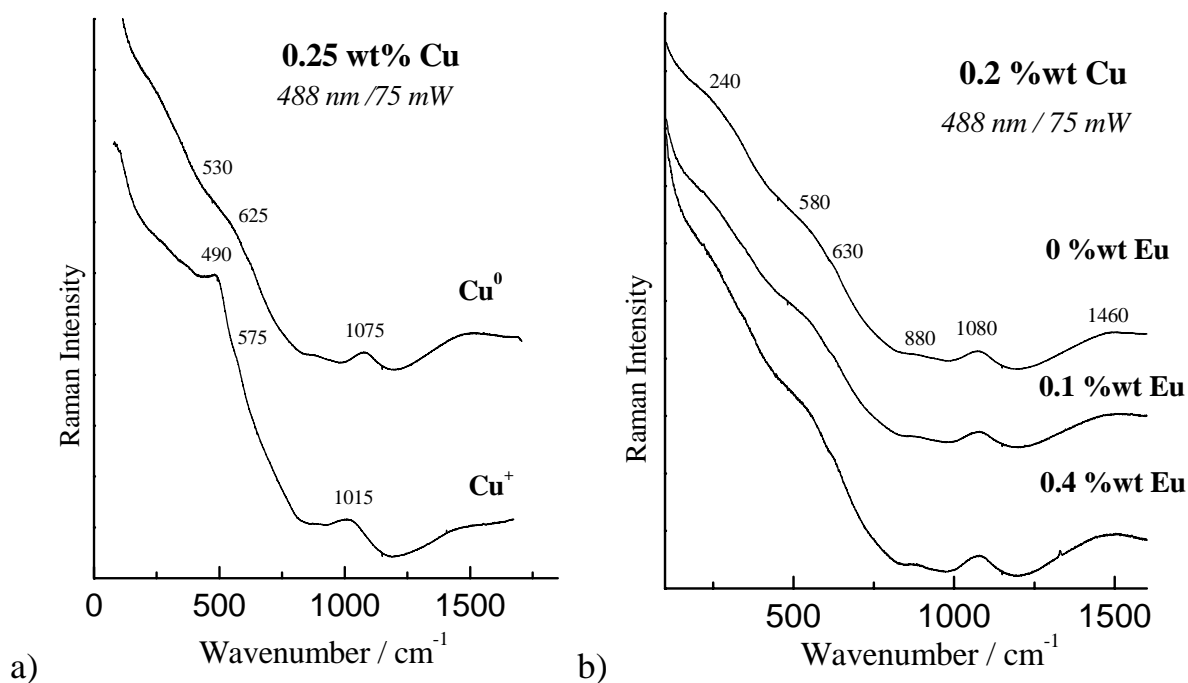 0.25 wt% Cu
488 nm /75 mW
530
625
490
575
Cu⁰
1075
Cu⁺
1015
Raman Intensity
0 500 1000 1500
Wavenumber / cm⁻¹
a)
0.2 %wt Cu
488 nm / 75 mW
240
580
630
0 %wt Eu
880 1080 1460
0.1 %wt Eu
0.4 %wt Eu
Raman Intensity
500 1000 1500
Wavenumber / cm⁻¹
b)